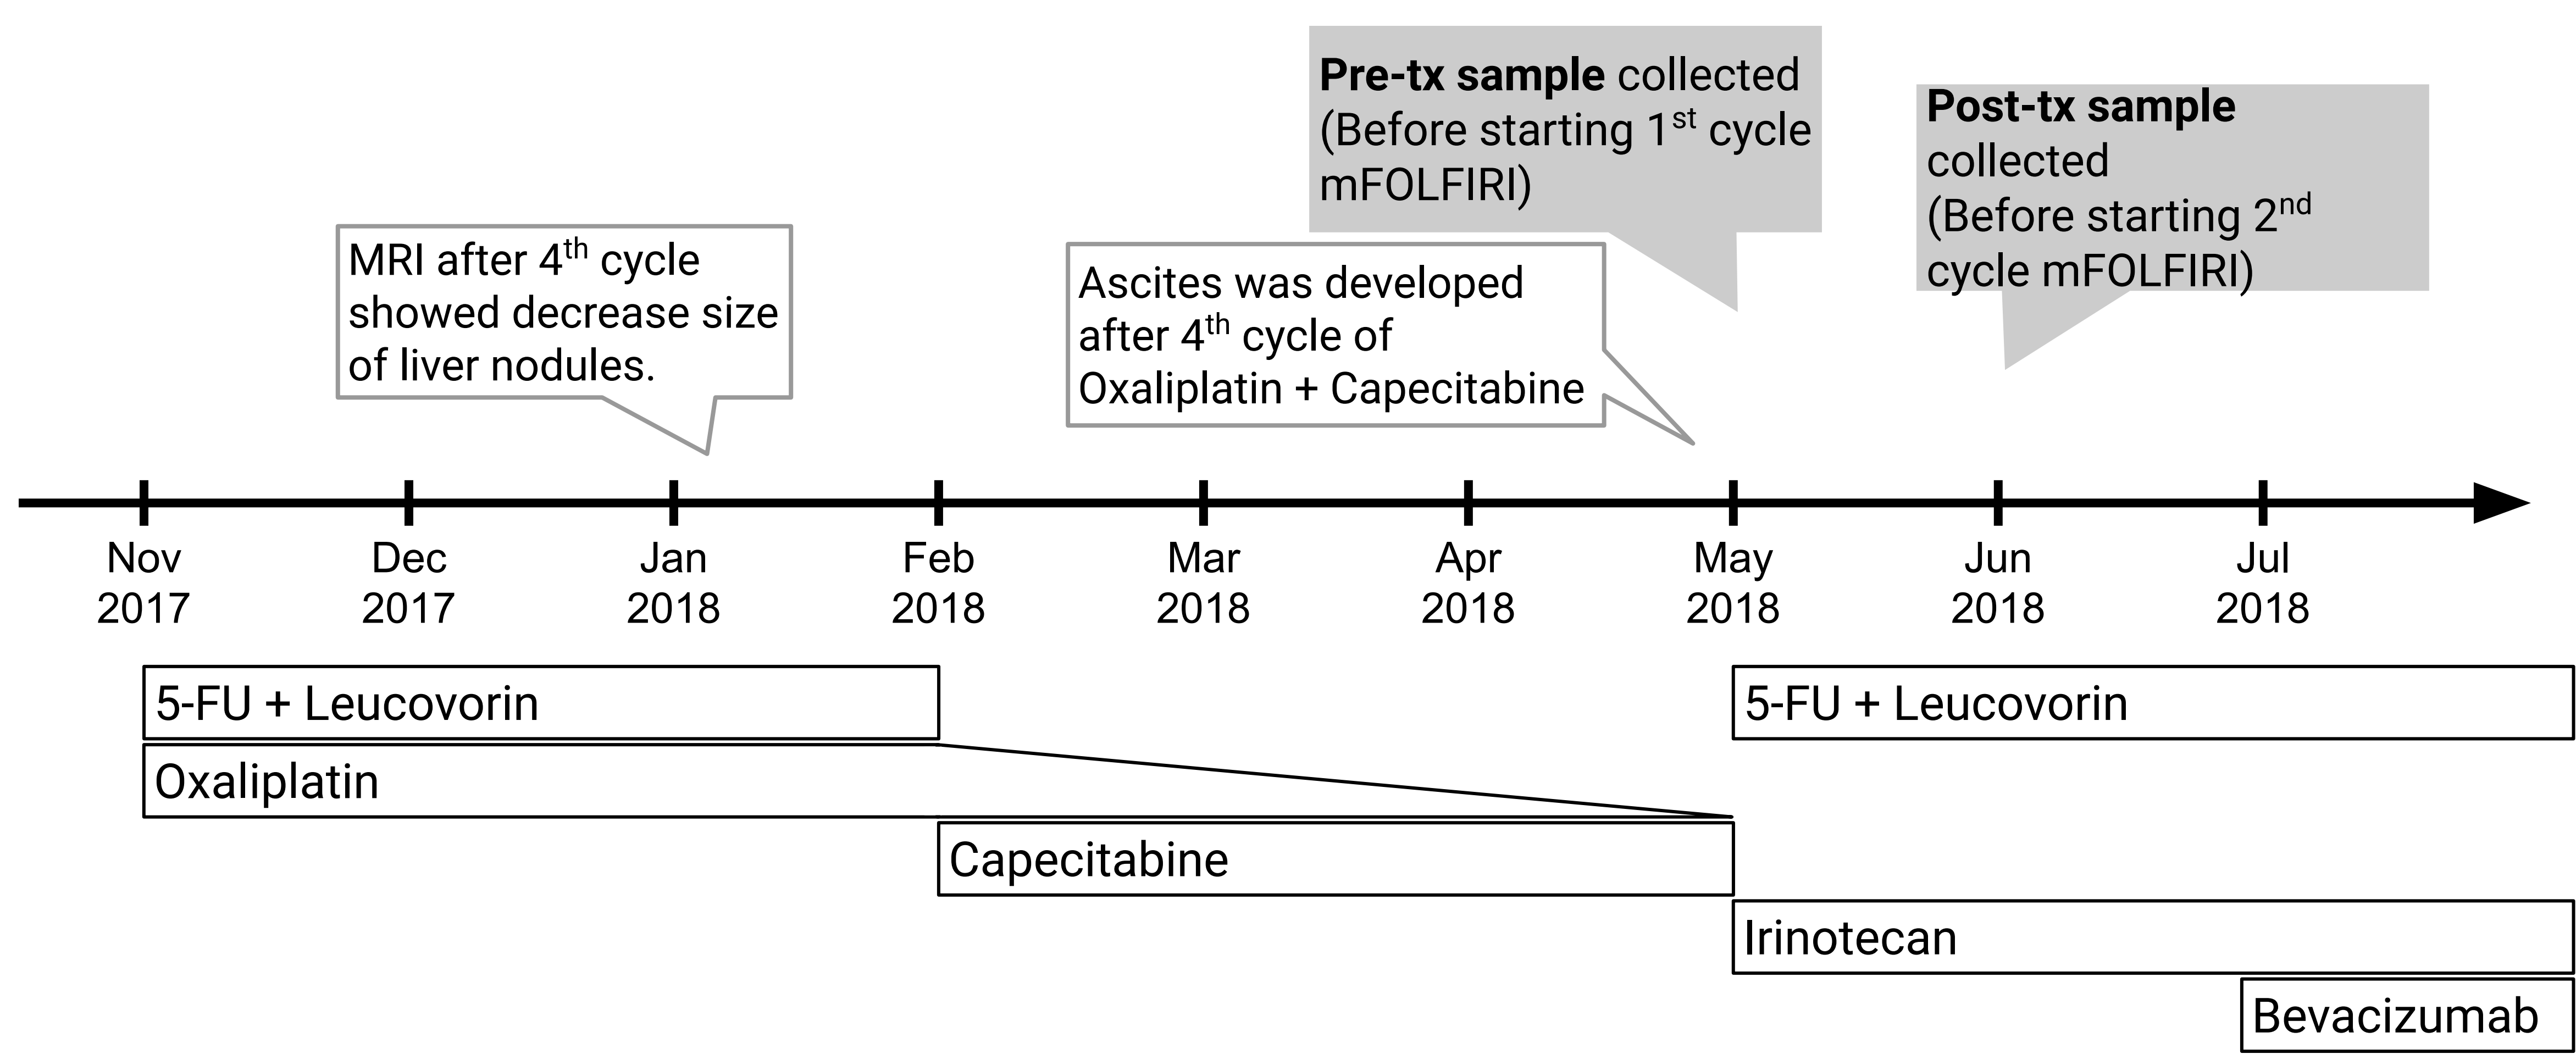 Pre-tx sample collected
(Before starting 1st cycle
mFOLFIRI)
Post-tx sample
collected
(Before starting 2nd
cycle mFOLFIRI)
MRI after 4th cycle
showed decrease size
of liver nodules.
Ascites was developed
after 4th cycle of
Oxaliplatin + Capecitabine
Nov
2017
Dec
2017
Jan
2018
Feb
2018
Mar
2018
Apr
2018
May
2018
Jun
2018
Jul
2018
5-FU + Leucovorin
5-FU + Leucovorin
Oxaliplatin
Capecitabine
Irinotecan
Bevacizumab